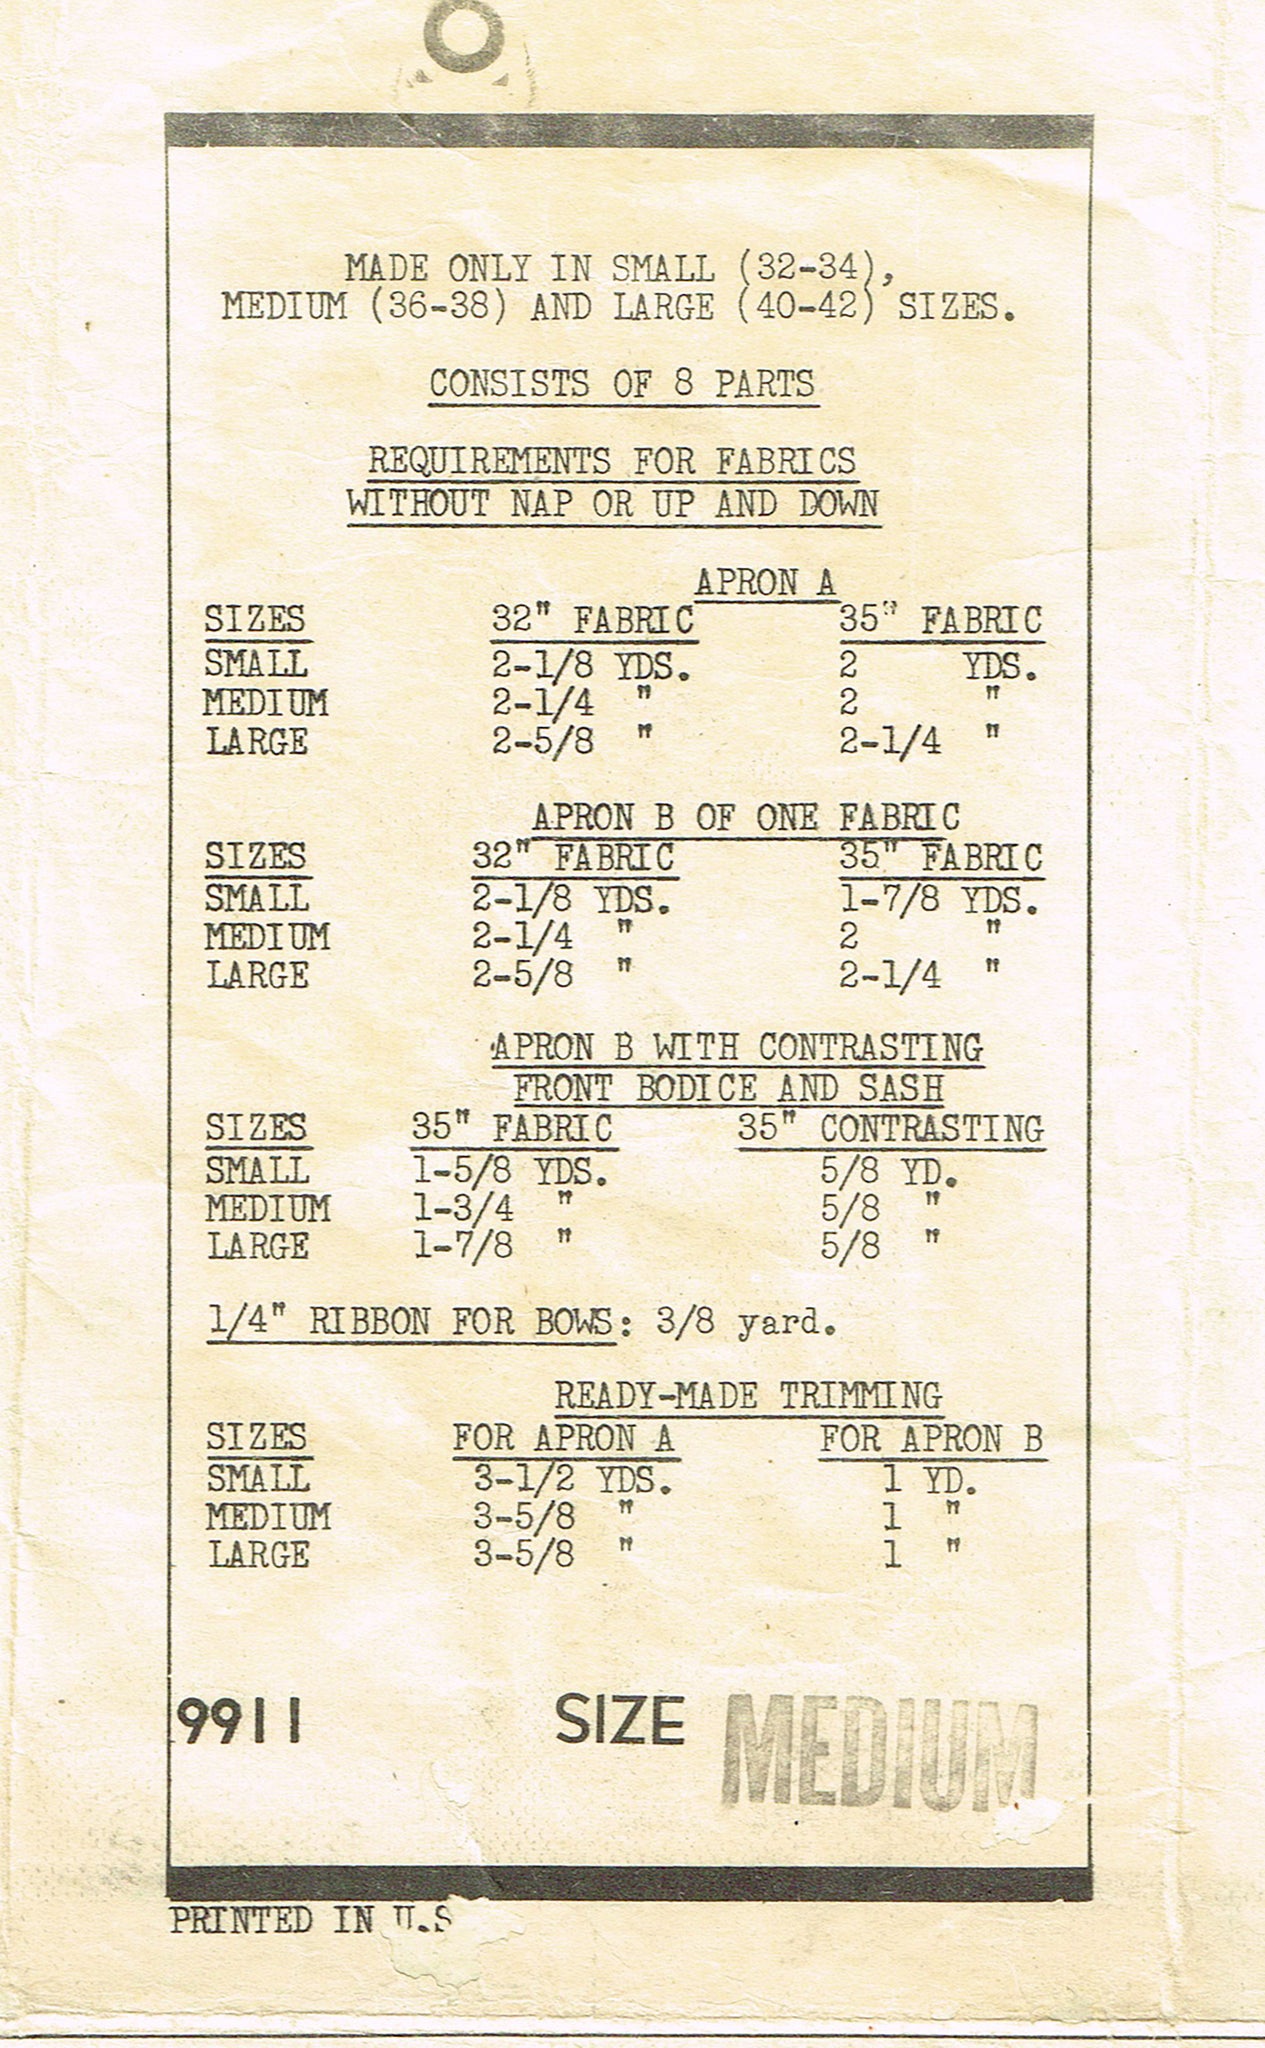 MADE ONLY IN SMALL (32-34),
MEDIUM (36-38) AND LARGE (40-42) SIZES.
CONSISTS OF 8 PARTS
REQUIREMENTS FOR FABRICS
WITHOUT NAP OR UP AND DOWN
APRON A
SIZES 32" FABRIC 35" FABRIC
SMALL 2-1/8 YDS. 2 YDS.
MEDIUM 2-1/4 " 2 "
LARGE 2-5/8 " 2-1/4 "
APRON B OF ONE FABRIC
SIZES 32" FABRIC 35" FABRIC
SMALL 2-1/8 YDS. 1-7/8 YDS.
MEDIUM 2-1/4 " 2 "
LARGE 2-5/8 " 2-1/4 "
APRON B WITH CONTRASTING
FRONT BODICE AND SASH
SIZES 35" FABRIC 35" CONTRASTING
SMALL 1-5/8 YDS. 5/8 YD.
MEDIUM 1-3/4 " 5/8 "
LARGE 1-7/8 " 5/8 "
1/4" RIBBON FOR BOWS: 3/8 yard.
READY-MADE TRIMMING
SIZES FOR APRON A FOR APRON B
SMALL 3-1/2 YDS. 1 YD.
MEDIUM 3-5/8 " 1 "
LARGE 3-5/8 " 1 "
9911 SIZE MEDIUM
PRINTED IN U.S